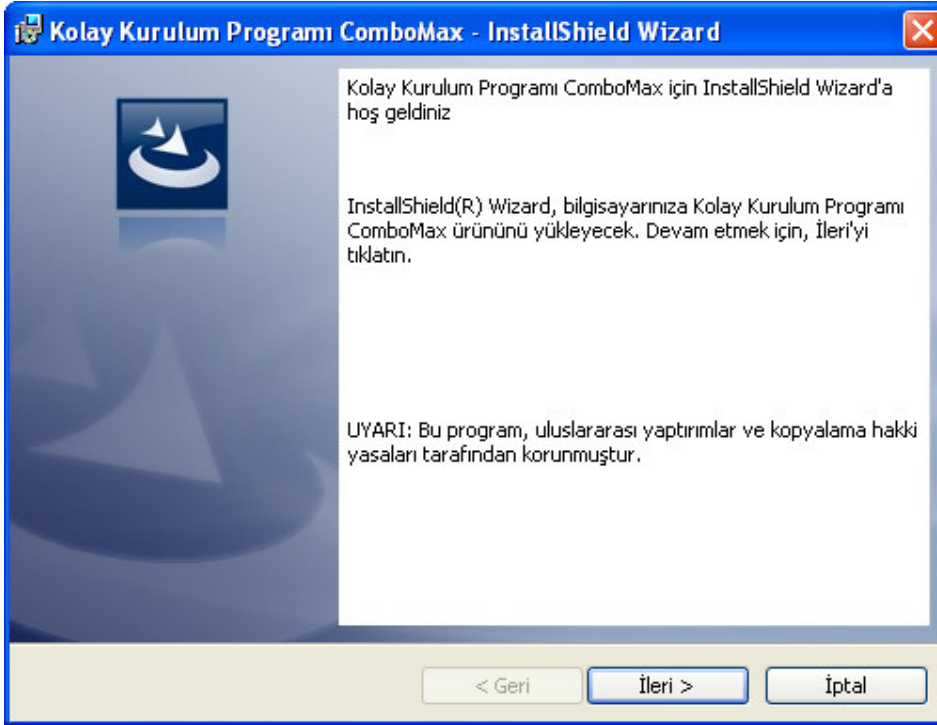 Kolay Kurulum Programı ComboMax - InstallShield Wizard
Kolay Kurulum Programı ComboMax için InstallShield Wizard'a
hoş geldiniz
InstallShield(R) Wizard, bilgisayarınıza Kolay Kurulum Programı
ComboMax ürününü yükleyecek. Devam etmek için, İleri'yi
tıklatın.
UYARI: Bu program, uluslararası yaptırımlar ve kopyalama hakki
yasaları tarafından korunmuştur.
< Geri
İleri >
İptal